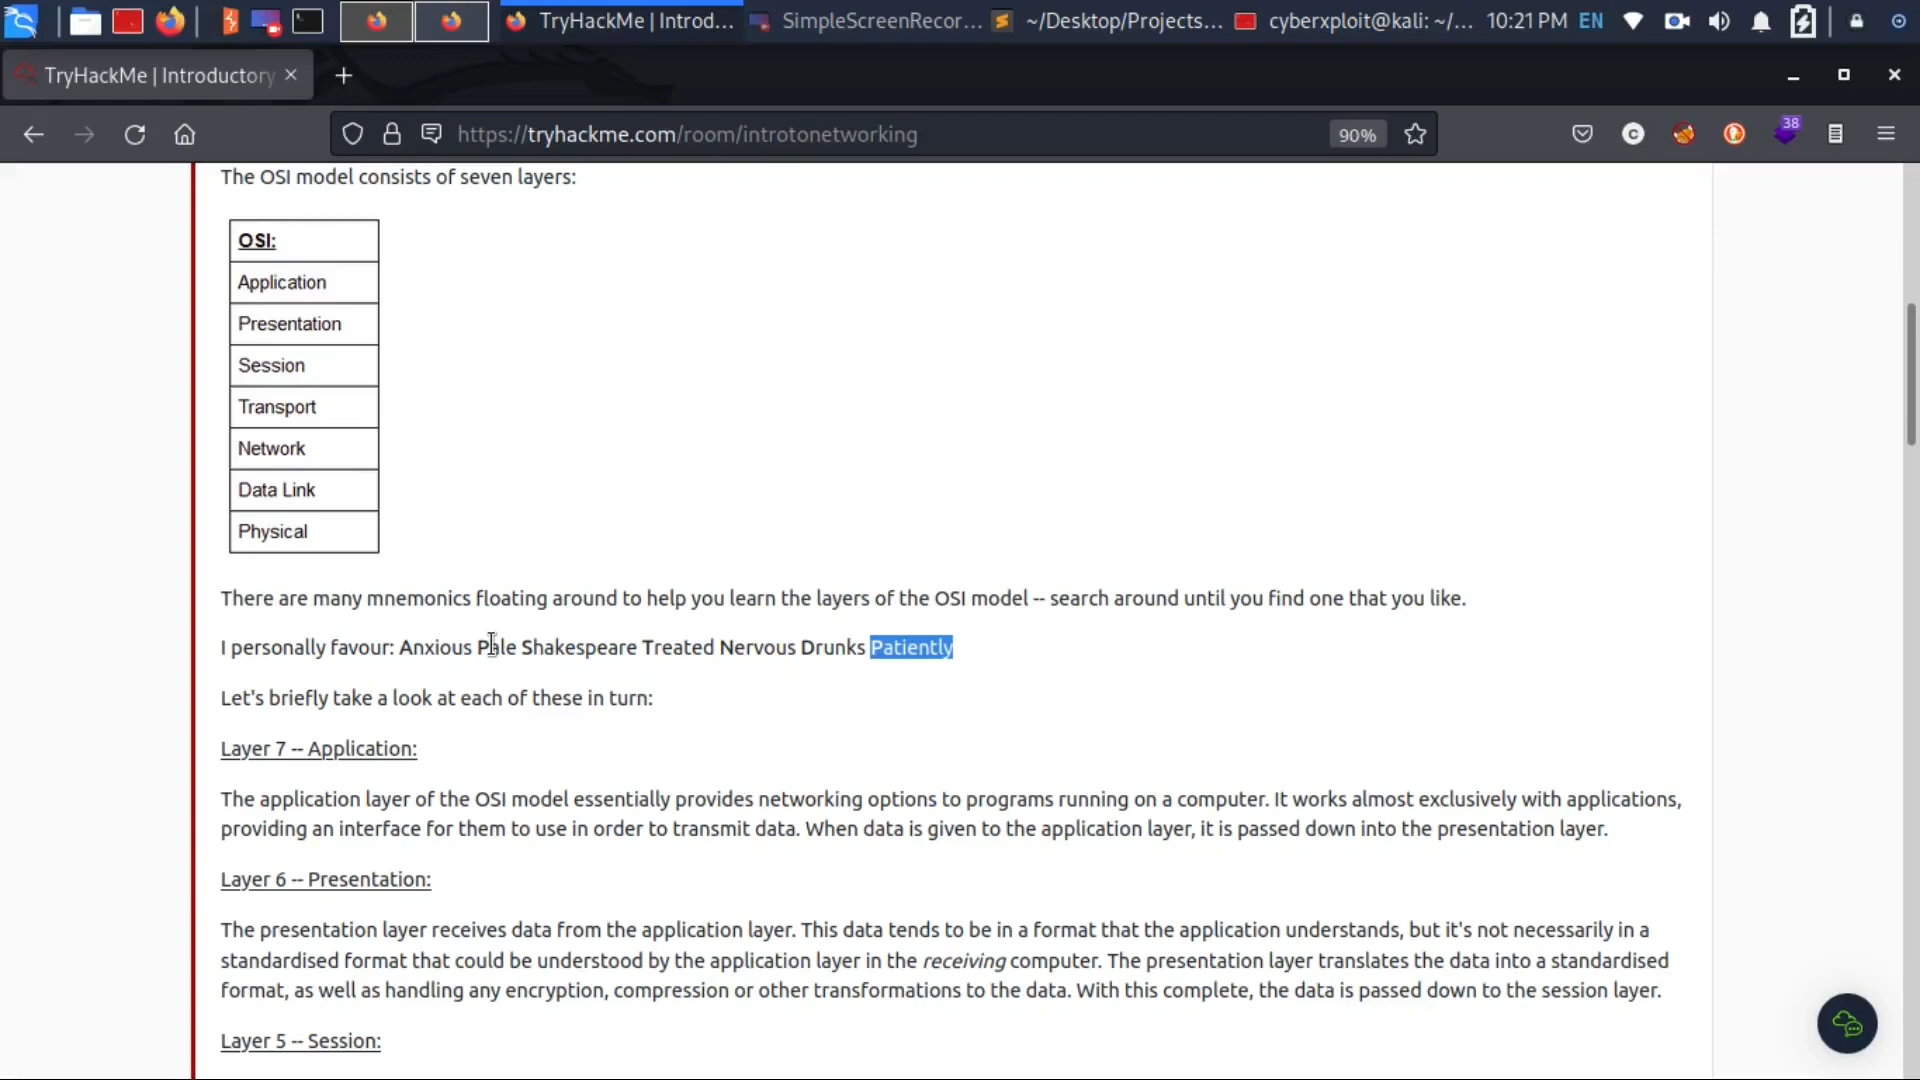 TryHackMe | Introd...
SimpleScreenRecor...
~/Desktop/Projects...
cyberxploit@kali: ~/...
10:21 PM
EN
TryHackMe | Introductory
https://tryhackme.com/room/introtonetworking
90%
38
The OSI model consists of seven layers:
OSI:
Application
Presentation
Session
Transport
Network
Data Link
Physical
There are many mnemonics floating around to help you learn the layers of the OSI model -- search around until you find one that you like.
I personally favour: Anxious Pale Shakespeare Treated Nervous Drunks Patiently
Let's briefly take a look at each of these in turn:
Layer 7 -- Application:
The application layer of the OSI model essentially provides networking options to programs running on a computer. It works almost exclusively with applications,
providing an interface for them to use in order to transmit data. When data is given to the application layer, it is passed down into the presentation layer.
Layer 6 -- Presentation:
The presentation layer receives data from the application layer. This data tends to be in a format that the application understands, but it's not necessarily in a
standardised format that could be understood by the application layer in the receiving computer. The presentation layer translates the data into a standardised
format, as well as handling any encryption, compression or other transformations to the data. With this complete, the data is passed down to the session layer.
Layer 5 -- Session: